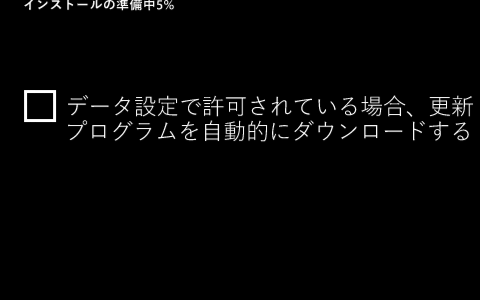 インストールの準備中5%
データ設定で許可されている場合、更新
プログラムを自動的にダウンロードする